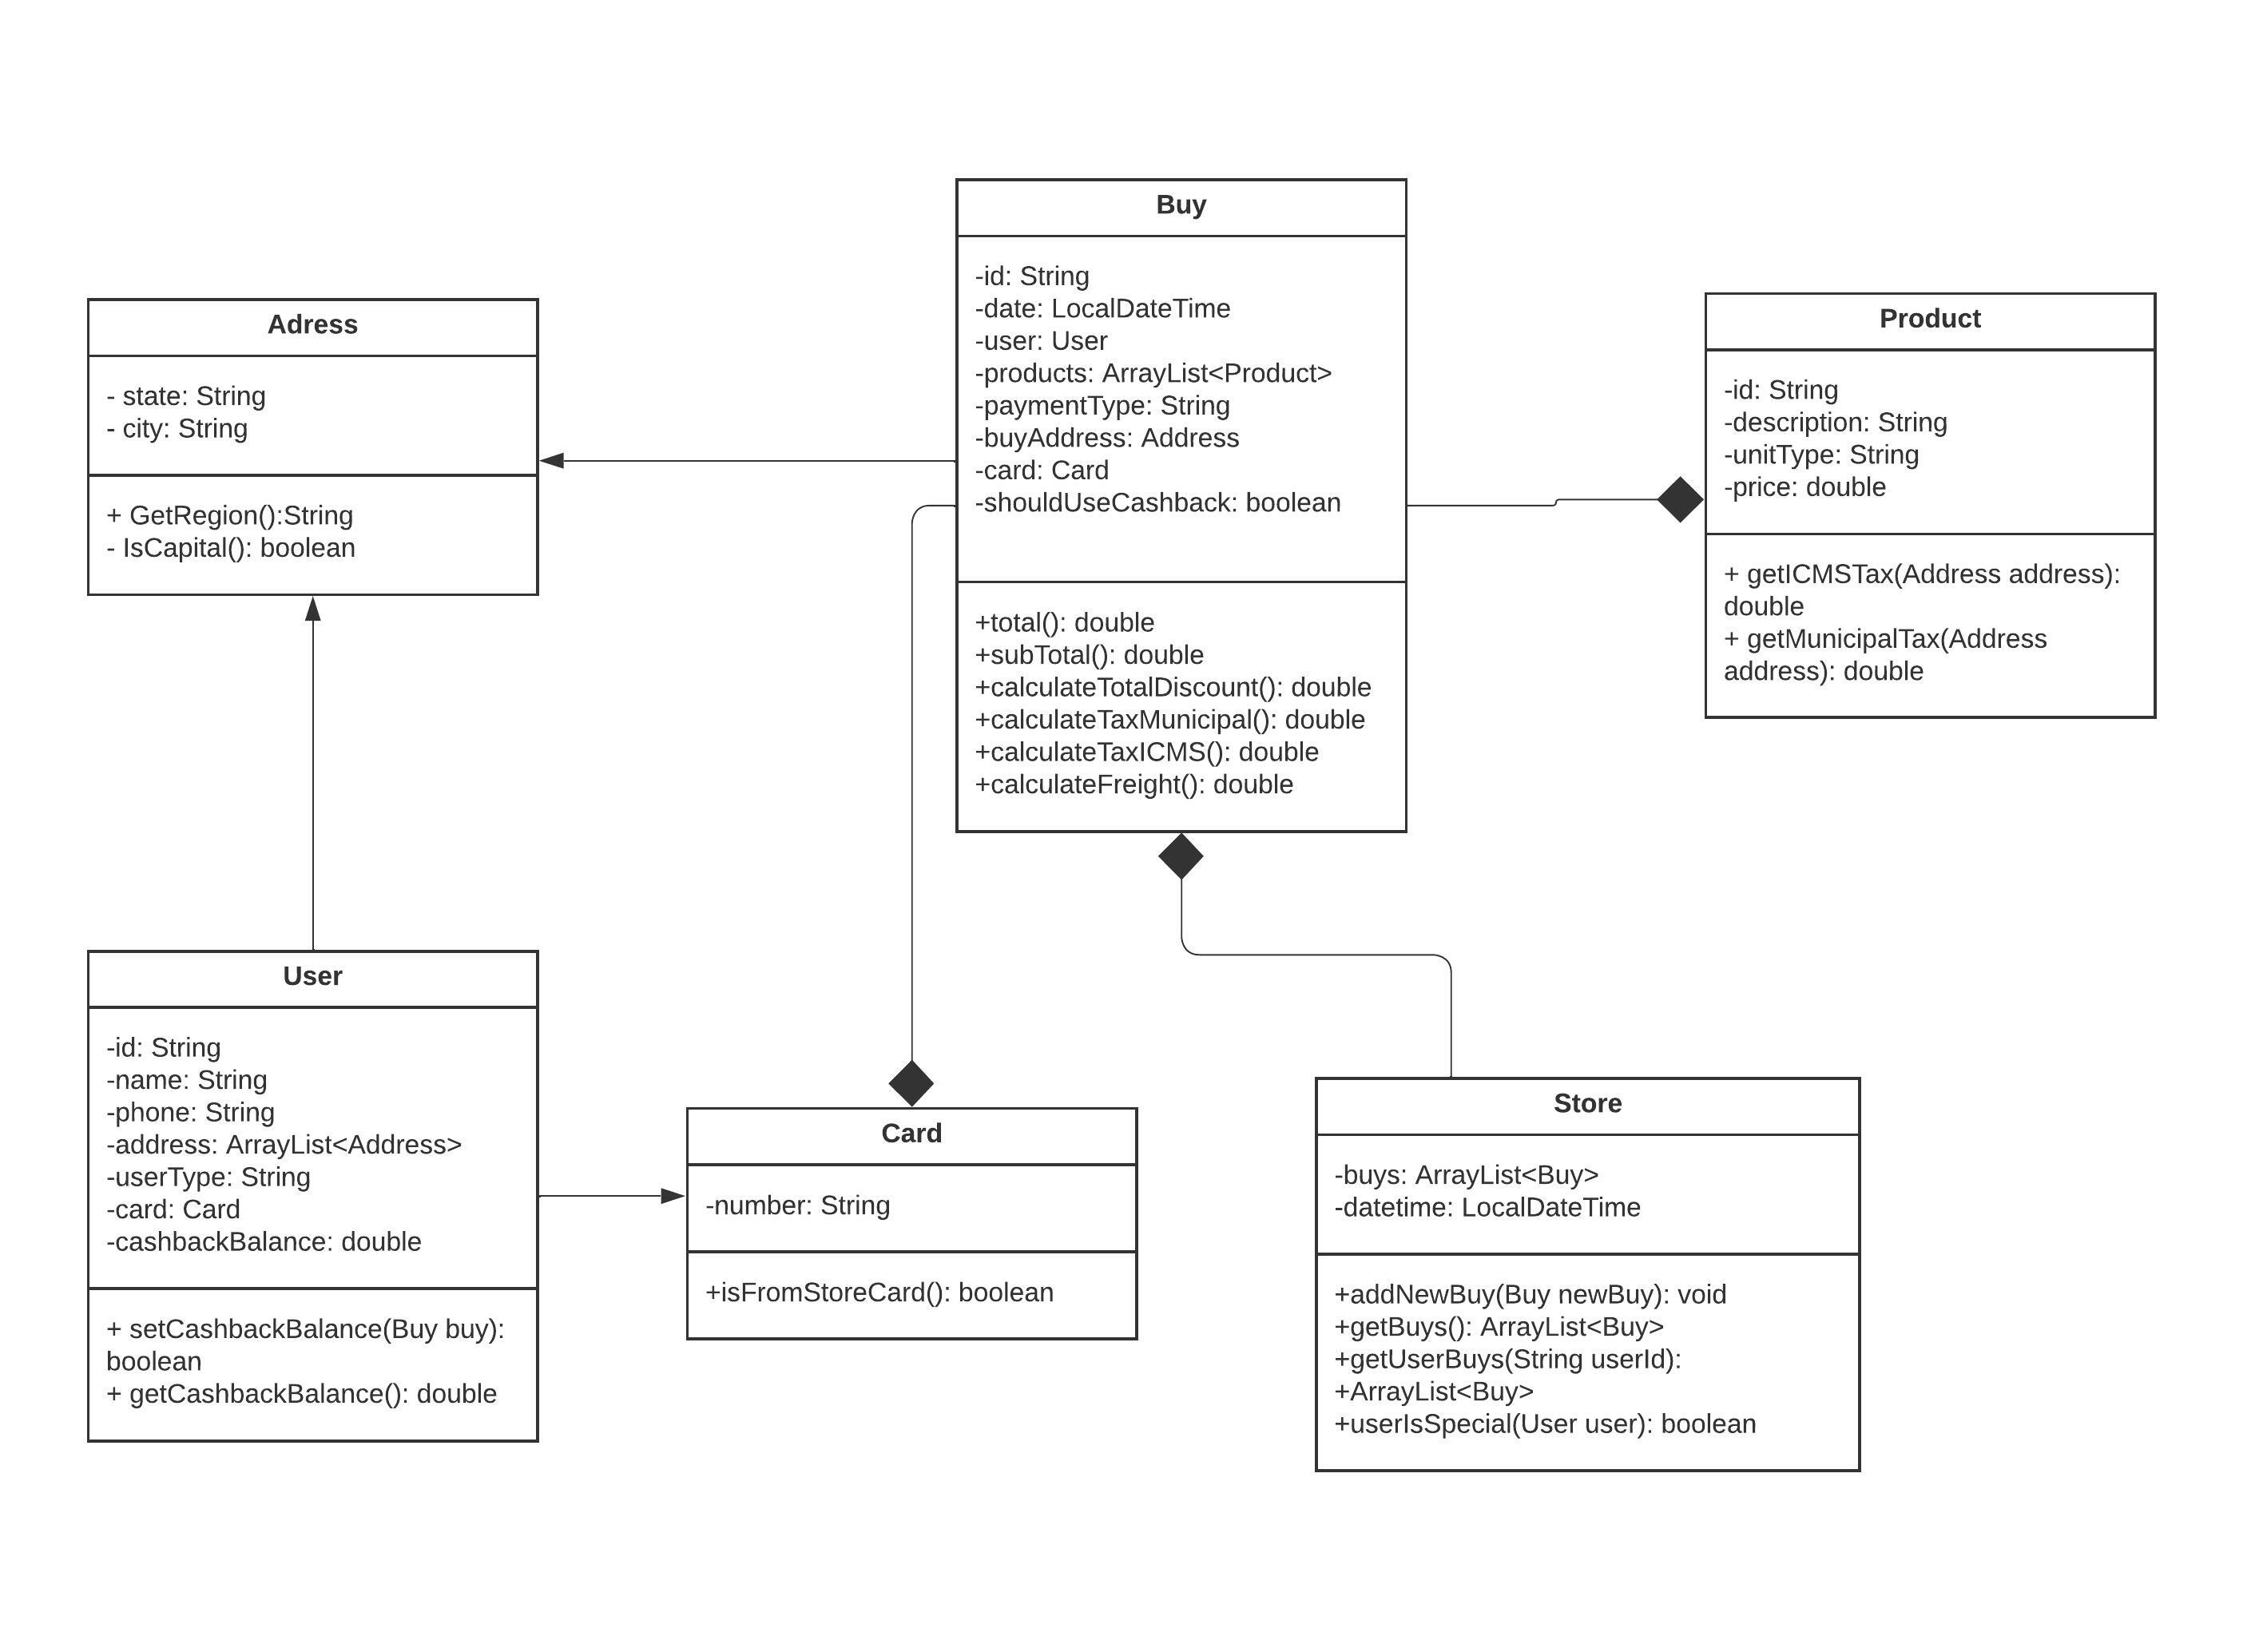 Buy
-id: String
-date: LocalDateTime
-user: User
-products: ArrayList<Product>
-paymentType: String
-buyAddress: Address
-card: Card
-shouldUseCashback: boolean
+total(): double
+subTotal(): double
+calculateTotalDiscount(): double
+calculateTaxMunicipal(): double
+calculateTaxICMS(): double
+calculateFreight(): double
Adress
- state: String
- city: String
+ GetRegion():String
- IsCapital(): boolean
Product
-id: String
-description: String
-unitType: String
-price: double
+ getICMSTax(Address address):
double
+ getMunicipalTax(Address
address): double
User
-id: String
-name: String
-phone: String
-address: ArrayList<Address>
-userType: String
-card: Card
-cashbackBalance: double
+ setCashbackBalance(Buy buy):
boolean
+ getCashbackBalance(): double
Card
-number: String
+isFromStoreCard(): boolean
Store
-buys: ArrayList<Buy>
-datetime: LocalDateTime
+addNewBuy(Buy newBuy): void
+getBuys(): ArrayList<Buy>
+getUserBuys(String userId):
+ArrayList<Buy>
+userIsSpecial(User user): boolean